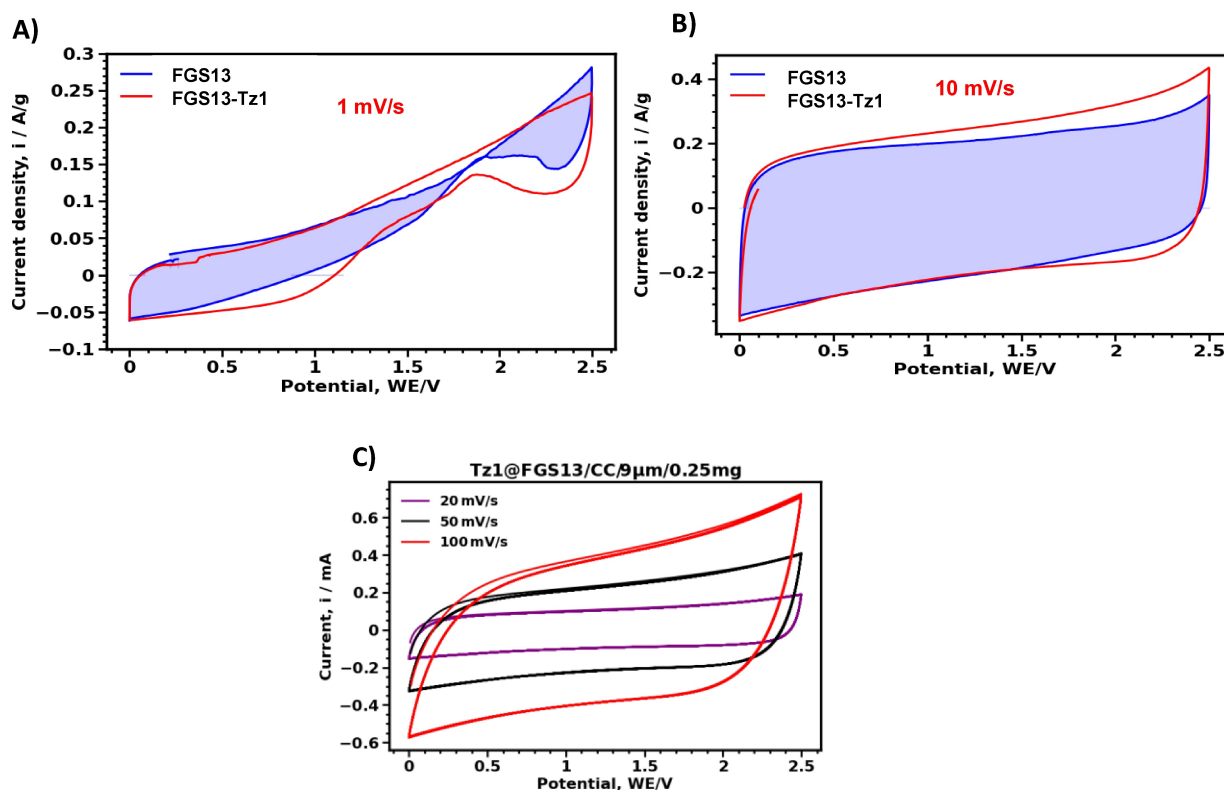 A)
FGS13
FGS13-Tz1
1 mV/s
0.3
0.25
0.2
0.15
0.1
0.05
0
−0.05
−0.1
Current density, i / A/g
0
0.5
1
1.5
2
2.5
Potential, WE/V
B)
FGS13
FGS13-Tz1
10 mV/s
0.4
0.2
0
−0.2
Current density, i / A/g
0
0.5
1
1.5
2
2.5
Potential, WE/V
C)
Tz1@FGS13/CC/9µm/0.25mg
20 mV/s
50 mV/s
100 mV/s
0.6
0.4
0.2
0
−0.2
−0.4
−0.6
Current, i / mA
0
0.5
1
1.5
2
2.5
Potential, WE/V